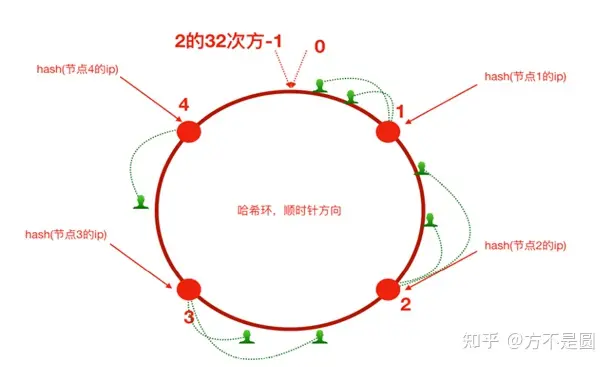 2的32次方-1
0
hash(节点4的ip)
4
hash(节点1的ip)
1
哈希环，顺时针方向
hash(节点3的ip)
3
hash(节点2的ip)
2
知乎 @方不是圆